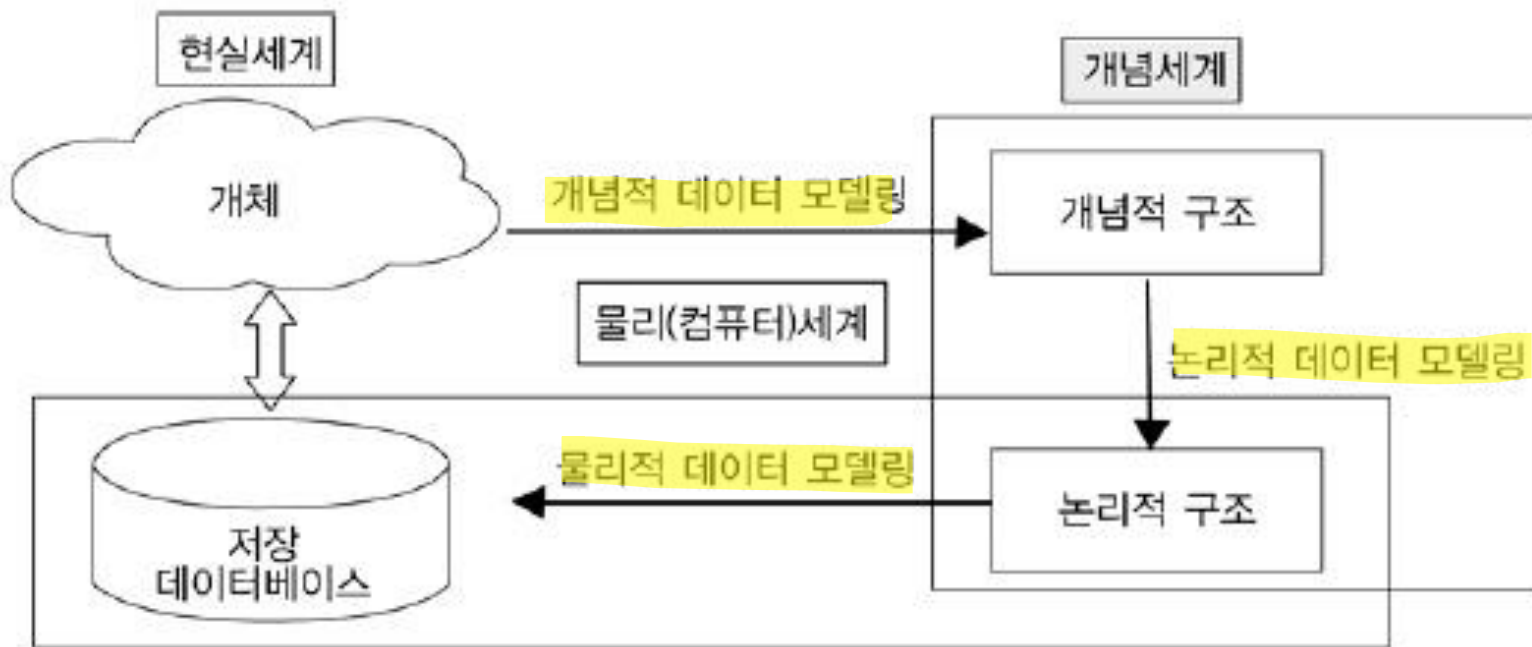 현실세계
개념세계
개체
개념적 데이터 모델링
개념적 구조
물리(컴퓨터)세계
논리적 데이터 모델링
물리적 데이터 모델링
논리적 구조
저장
데이터베이스